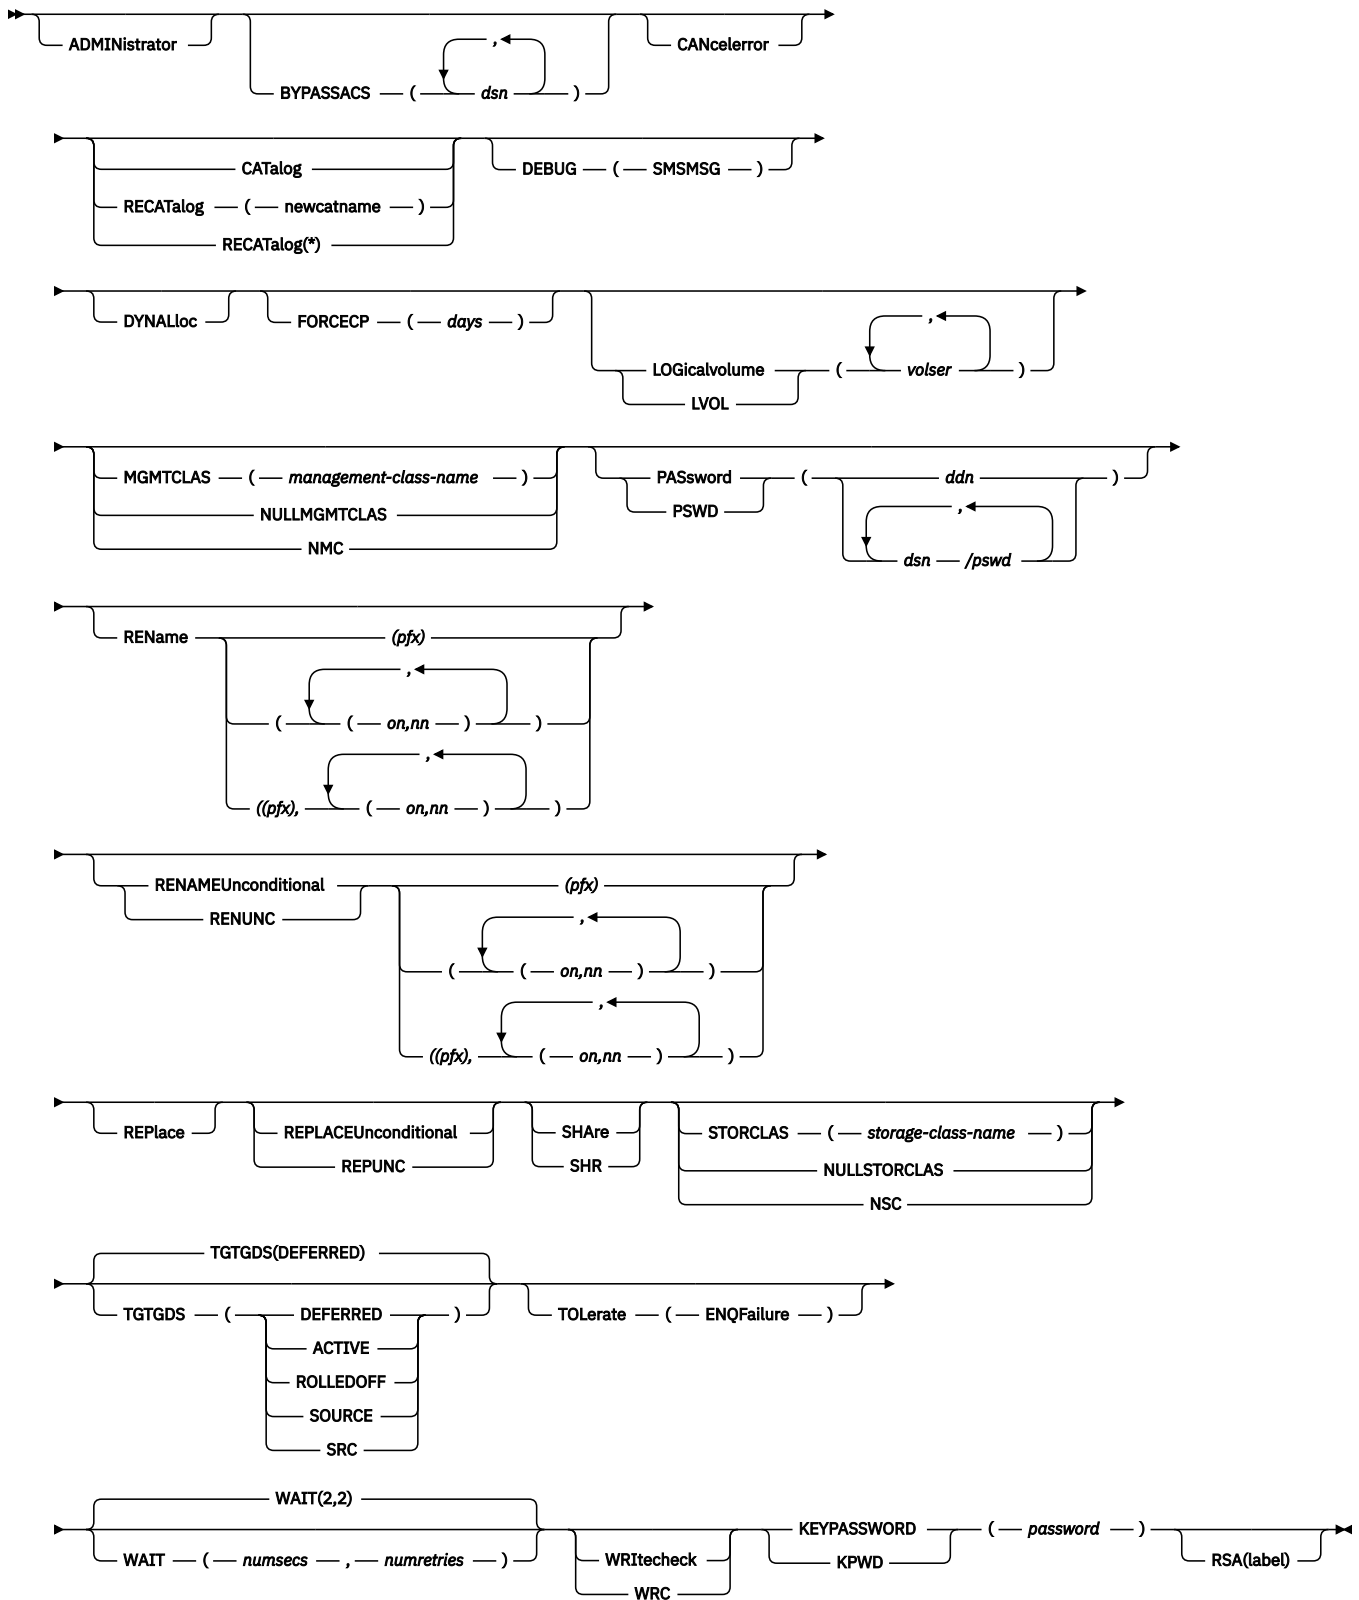 ADMINistrator
BYPASSACS ( , dsn )
CANcelerror
CATalog
RECATalog ( newcatname )
RECATalog(*)
DEBUG ( SMSMSG )
DYNALloc
FORCECP ( days )
LOGicalvolume
LVOL
( , volser )
MGMTCLAS ( management-class-name )
NULLMGMTCLAS
NMC
PASsword
PSWD
( ddn )
,
dsn /pswd
REName (pfx)
,
( ( on,nn ) )
,
((pfx), ( on,nn ) )
RENAMEUnconditional (pfx)
RENUNC
,
( ( on,nn ) )
,
((pfx), ( on,nn ) )
REPlace
REPLACEUnconditional
REPUNC
SHAre
SHR
STORCLAS ( storage-class-name )
NULLSTORCLAS
NSC
TGTGDS(DEFERRED)
TGTGDS ( DEFERRED )
ACTIVE
ROLLEDOFF
SOURCE
SRC
TOLerate ( ENQFailure )
WAIT(2,2)
WAIT ( numsecs , numretries )
WRItecheck
WRC
KEYPASSWORD
KPWD
( password )
RSA(label)